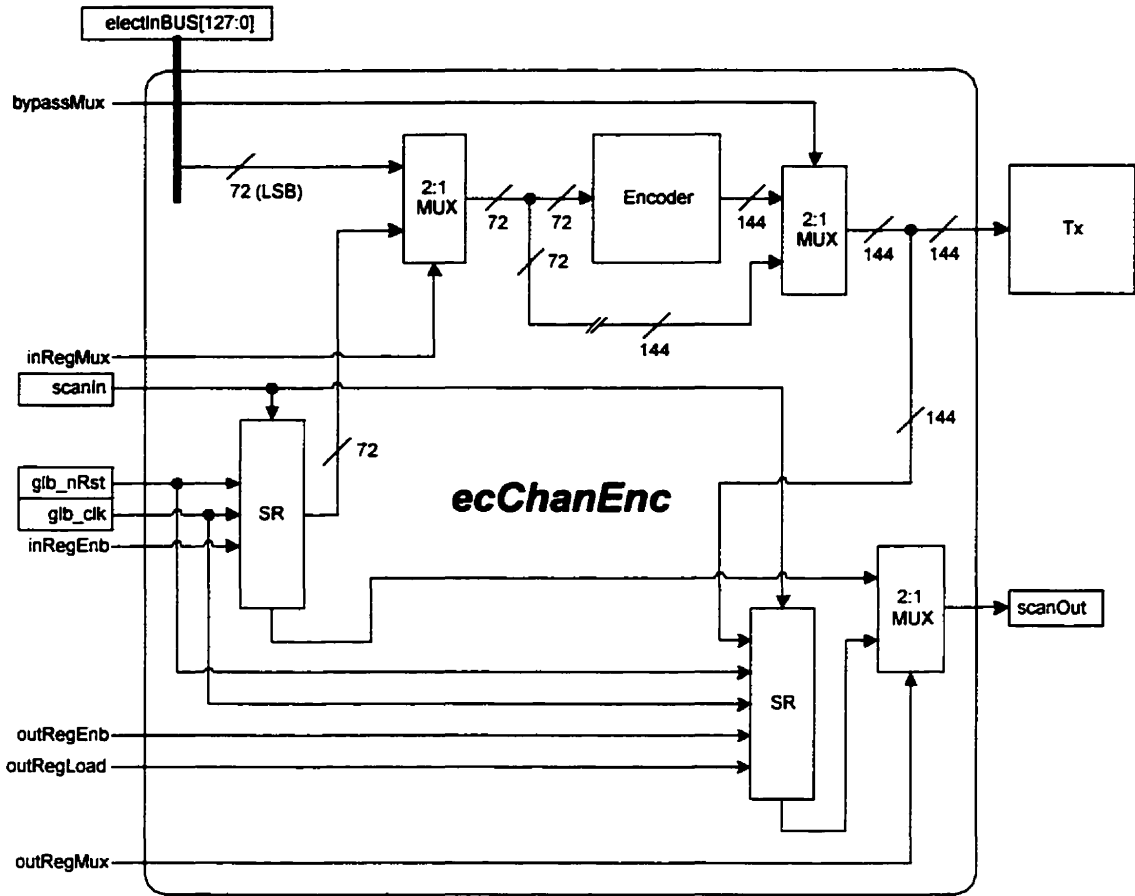 electInBUS[127:0]
bypassMux
72 (LSB)
2:1
MUX
72
72
72
Encoder
144
2:1
MUX
144
144
Tx
144
inRegMux
scanIn
72
144
glb_nRst
glb_clk
inRegEnb
SR
ecChanEnc
2:1
MUX
scanOut
SR
outRegEnb
outRegLoad
outRegMux